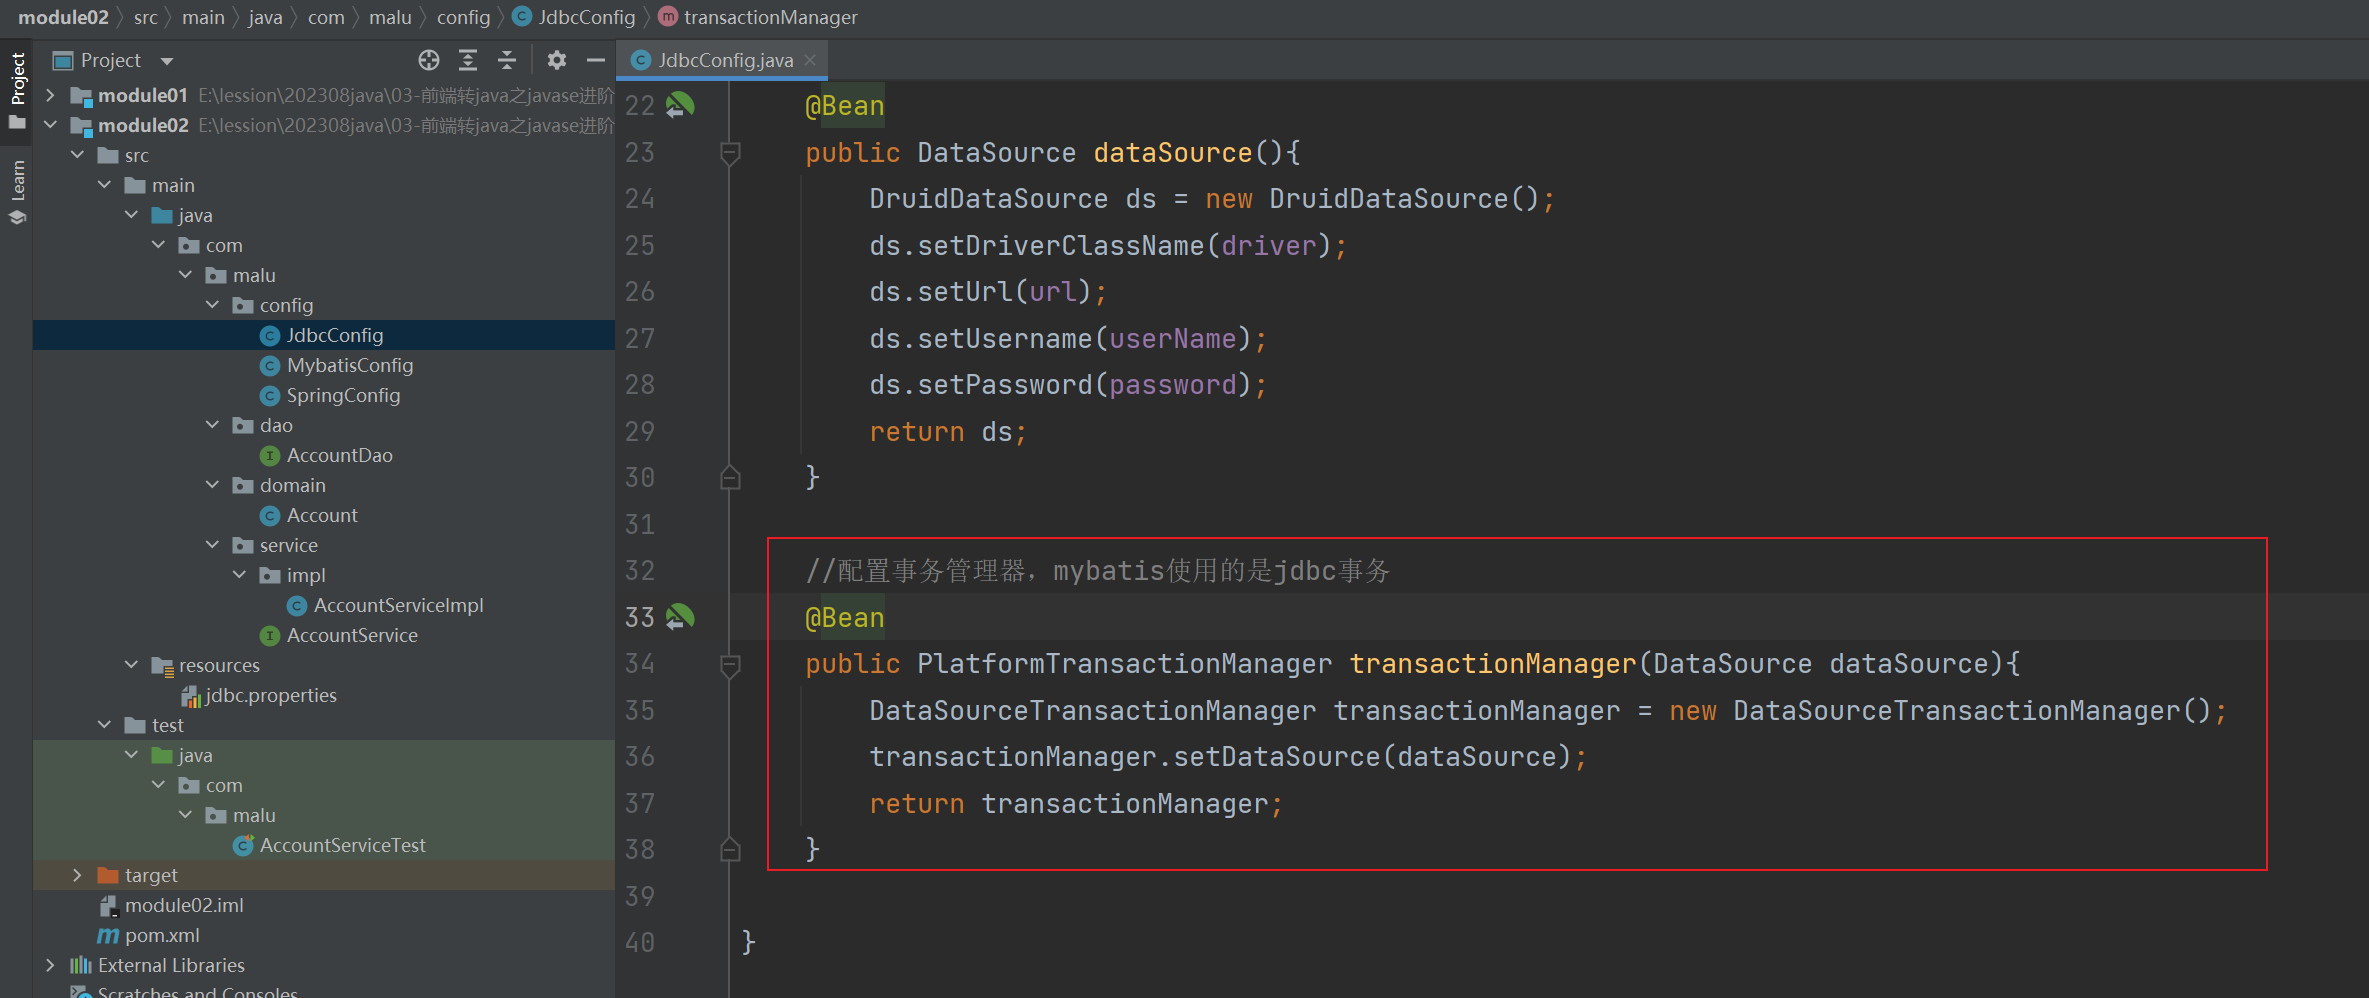 module02 src main java com malu config JdbcConfig transactionManager
Project
Learn
Project
module01 E:\lession\202308java\03-前端转java之javase进阶
module02 E:\lession\202308java\03-前端转java之javase进阶
src
main
java
com
malu
config
JdbcConfig
MybatisConfig
SpringConfig
dao
AccountDao
domain
Account
service
impl
AccountServiceImpl
AccountService
resources
jdbc.properties
test
java
com
malu
AccountServiceTest
target
module02.iml
pom.xml
External Libraries
Scratches and Consoles
JdbcConfig.java
22 @Bean
23 public DataSource dataSource(){
24 DruidDataSource ds = new DruidDataSource();
25 ds.setDriverClassName(driver);
26 ds.setUrl(url);
27 ds.setUsername(userName);
28 ds.setPassword(password);
29 return ds;
30 }
31
32 //配置事务管理器，mybatis使用的是jdbc事务
33 @Bean
34 public PlatformTransactionManager transactionManager(DataSource dataSource){
35 DataSourceTransactionManager transactionManager = new DataSourceTransactionManager();
36 transactionManager.setDataSource(dataSource);
37 return transactionManager;
38 }
39
40 }